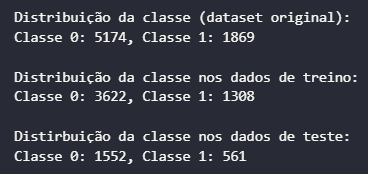 Distribuição da classe (dataset original):
Classe 0: 5174, Classe 1: 1869
Distribuição da classe nos dados de treino:
Classe 0: 3622, Classe 1: 1308
Distirbuição da classe nos dados de teste:
Classe 0: 1552, Classe 1: 561